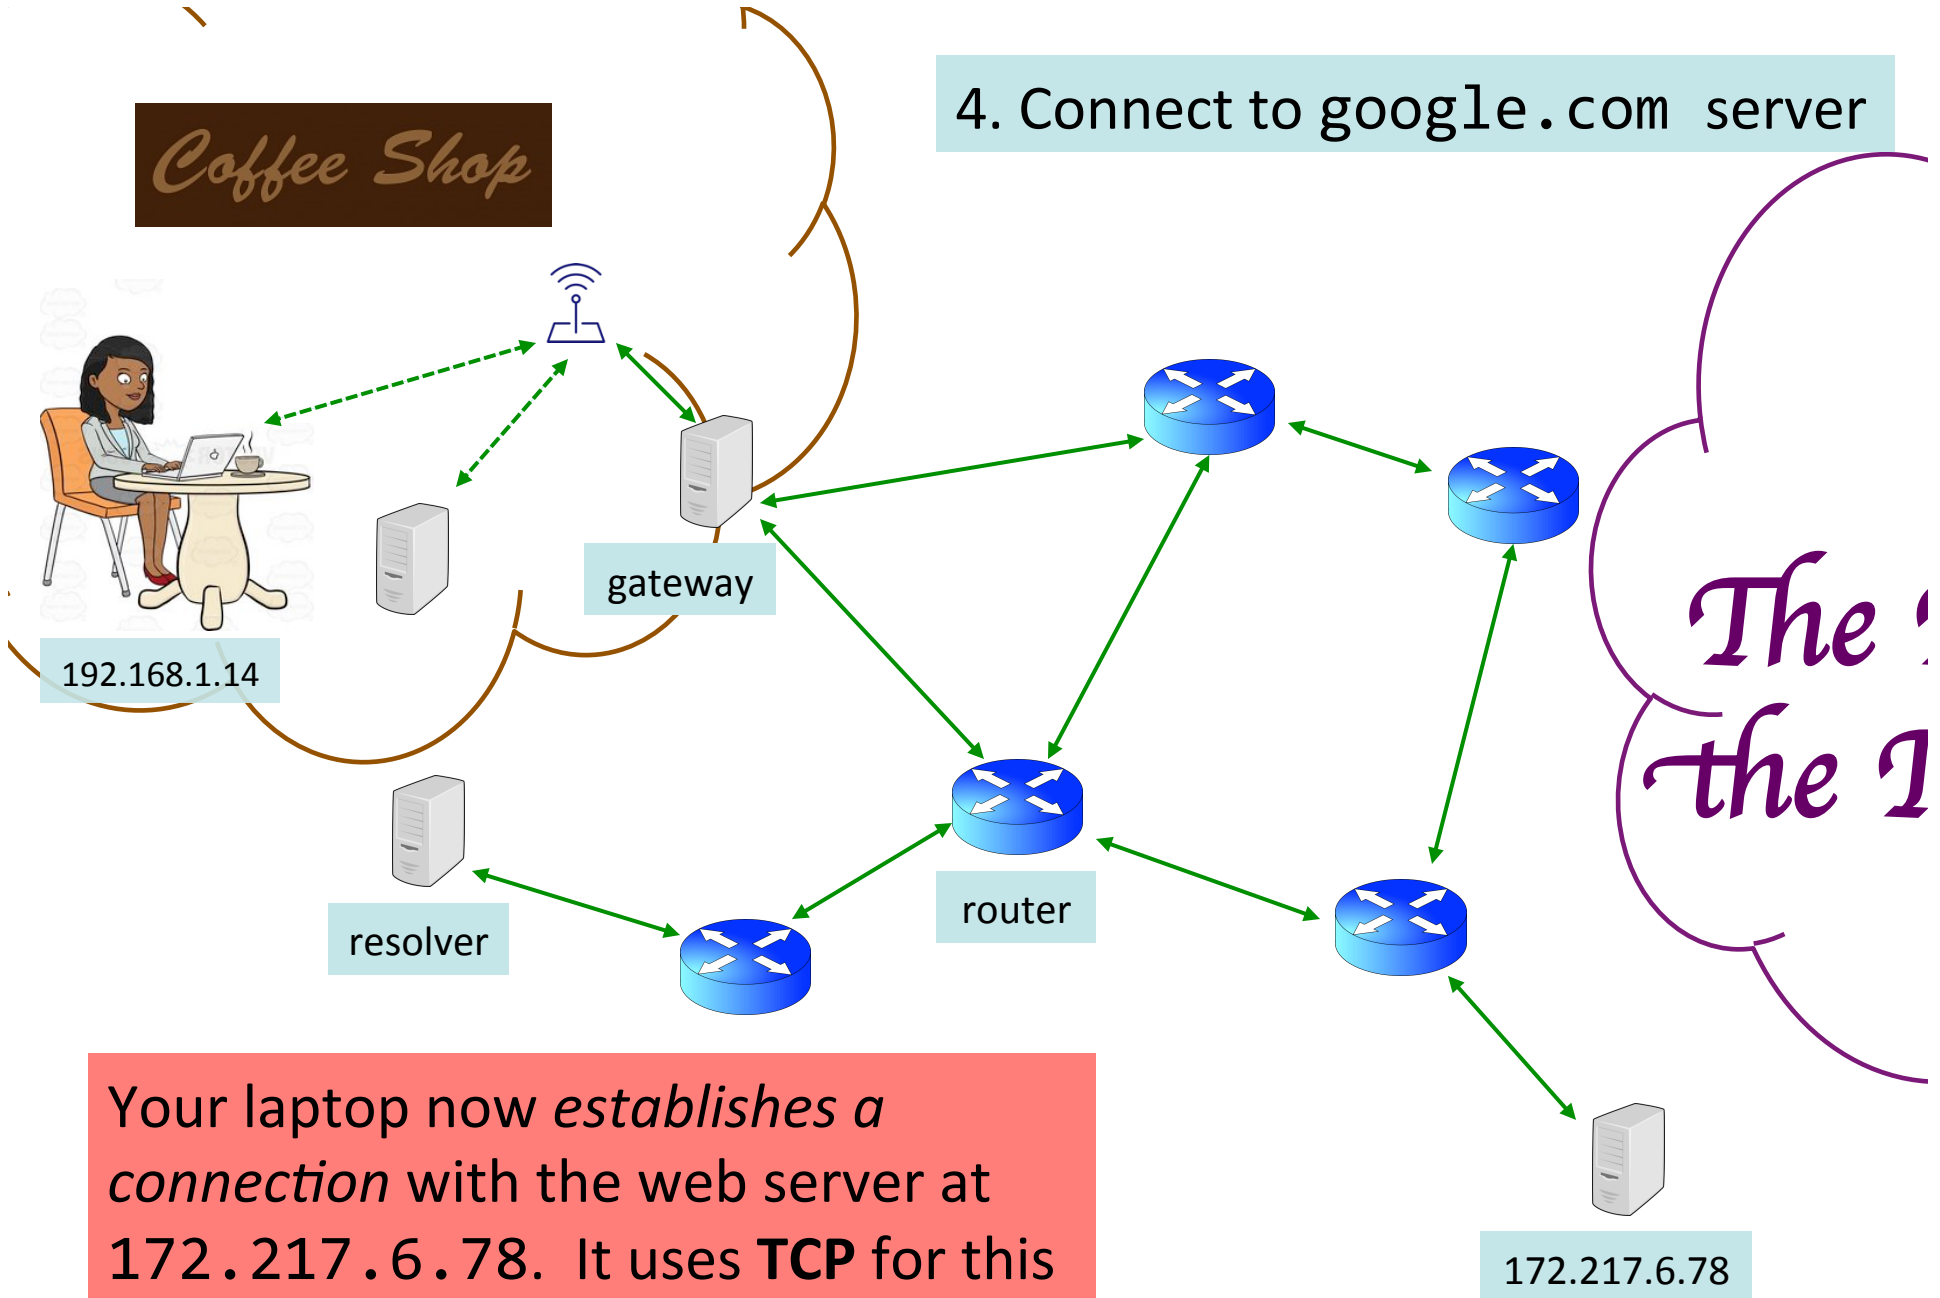 4. Connect to google.com server
Coffee Shop
gateway
192.168.1.14
The
the
resolver
router
Your laptop now establishes a
connection with the web server at
172.217.6.78. It uses TCP for this
172.217.6.78